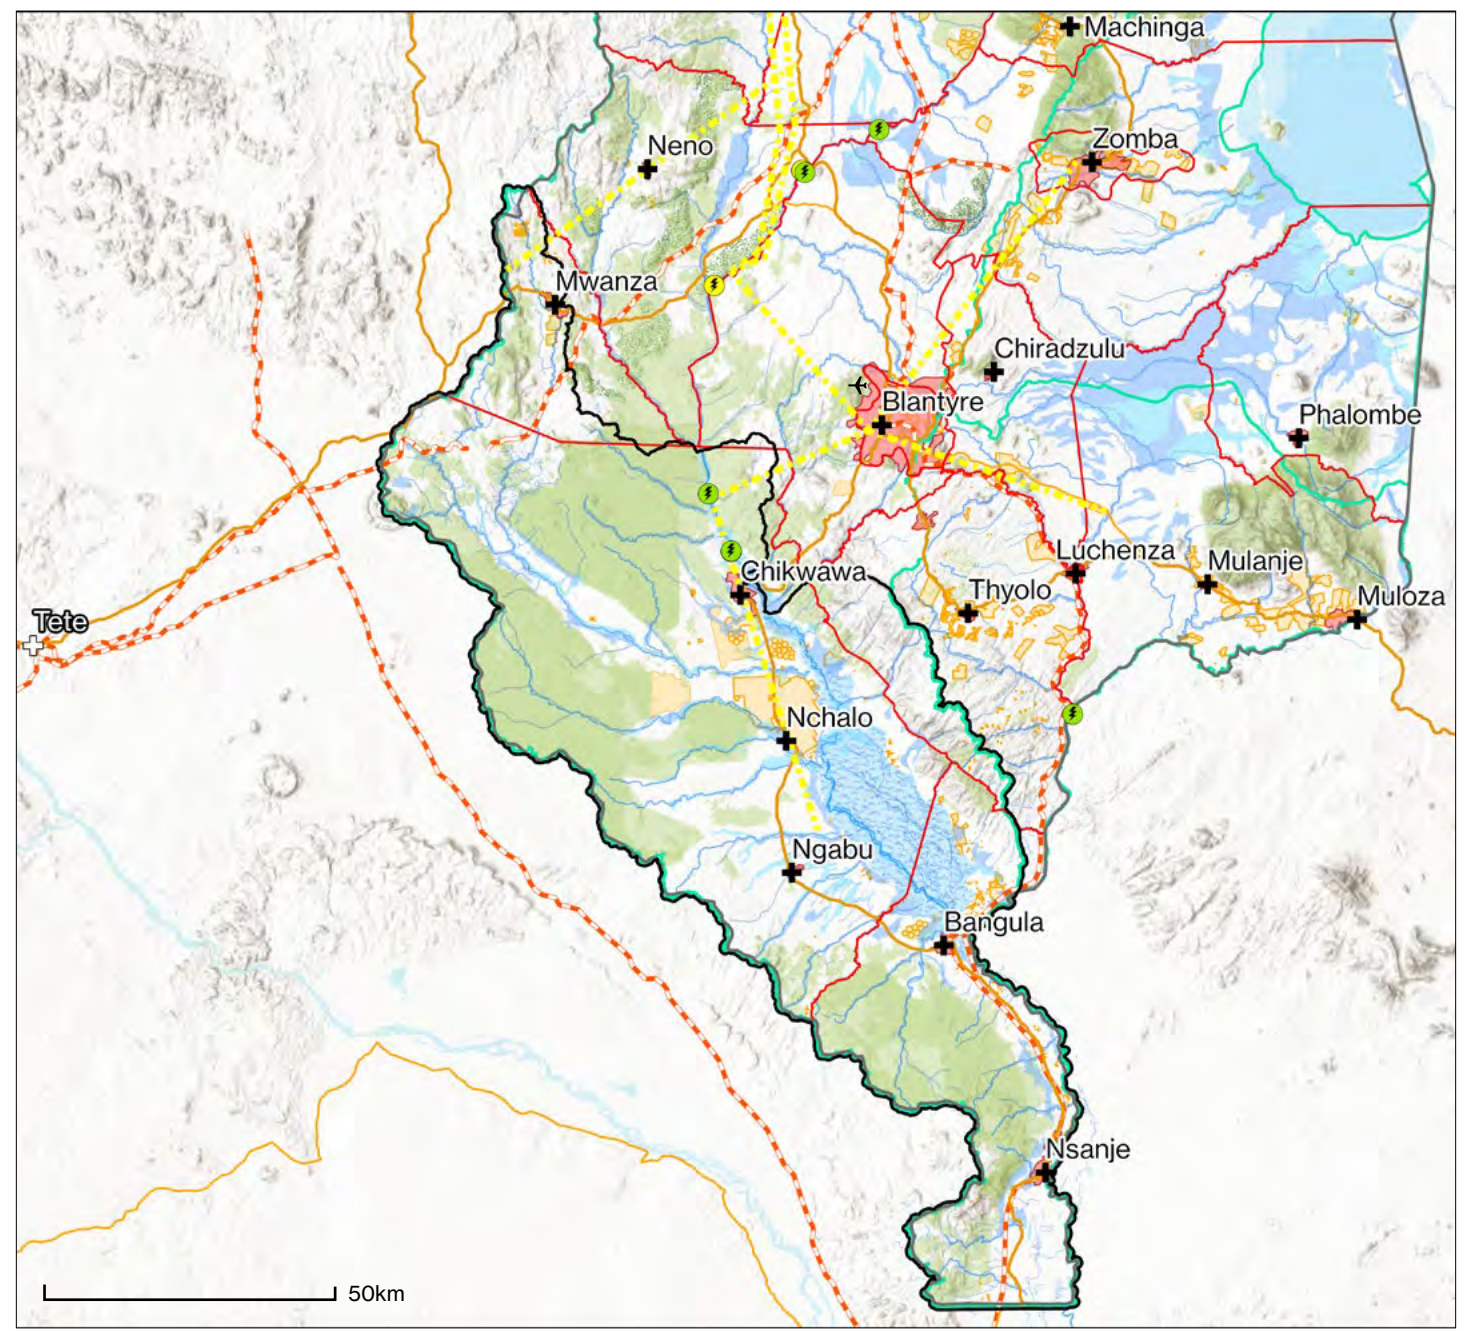 Machinga
Neno
Zomba
Mwanza
Chiradzulu
Blantyre
Phalombe
Luchenza
Mulanje
Chikwawa
Thyolo
Muloza
Tete
Nchalo
Ngabu
Bangula
Nsanje
50km